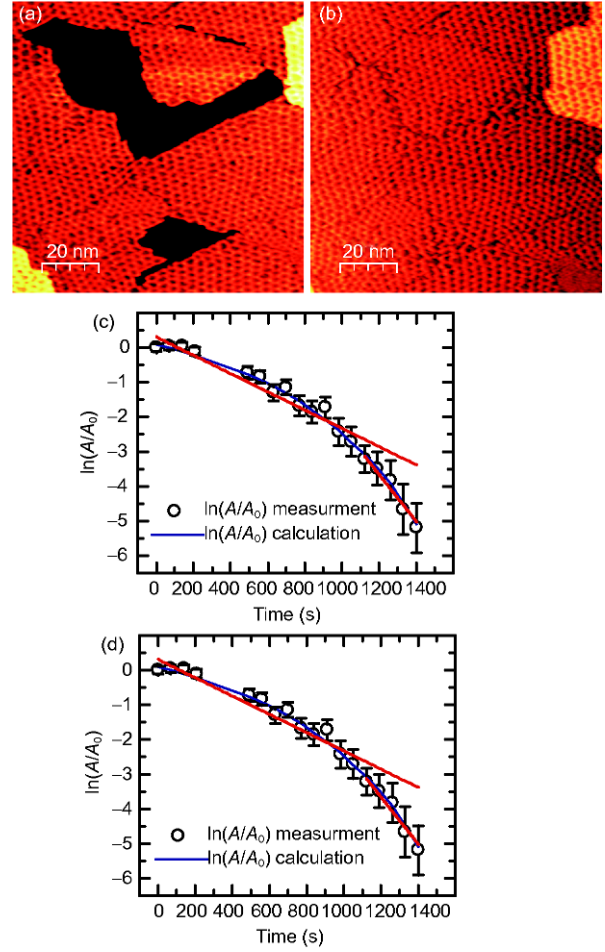 (a)
(b)
20 nm
20 nm
(c)
0
−1
−2
−3
−4
−5
−6
ln(A/A0)
ln(A/A0) measurment
ln(A/A0) calculation
0 200 400 600 800 1000 1200 1400
Time (s)
(d)
0
−1
−2
−3
−4
−5
−6
ln(A/A0)
ln(A/A0) measurment
ln(A/A0) calculation
0 200 400 600 800 1000 1200 1400
Time (s)